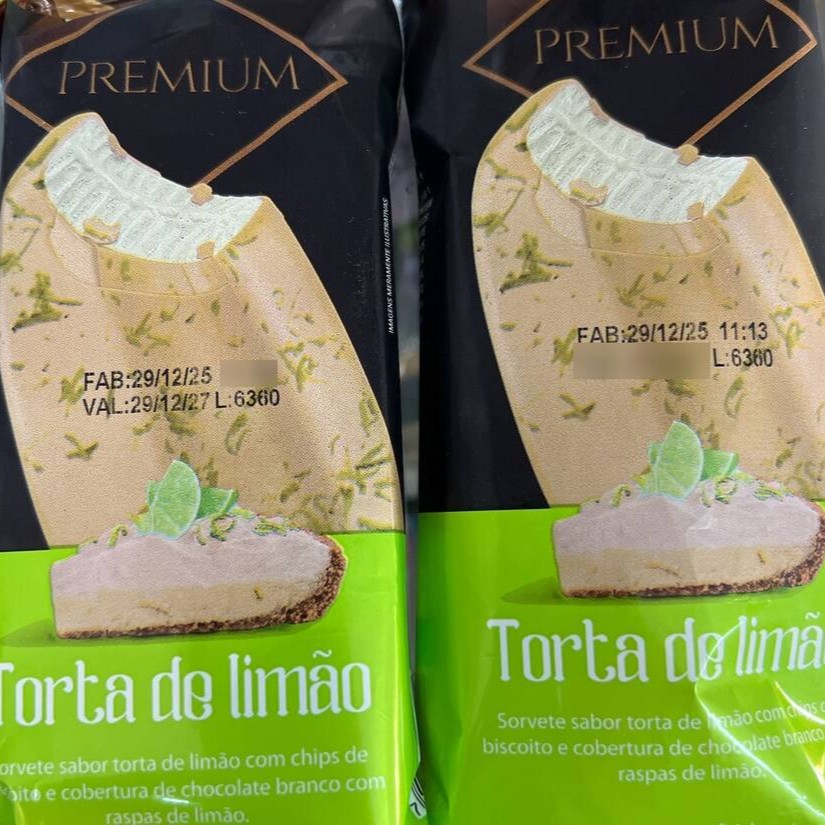 PREMIUM
IMAGENS MERAMENTE ILUSTRATIVAS
FAB:29/12/25
VAL:29/12/27 L:6360
Torta de limão
orvete sabor torta de limão com chips de
oito e cobertura de chocolate branco com
raspas de limão.
PREMIUM
FAB:29/12/25 11:13
L:6360
Torta de limã
Sorvete sabor torta de limão com chips d
biscoito e cobertura de chocolate branco
raspas de limão.